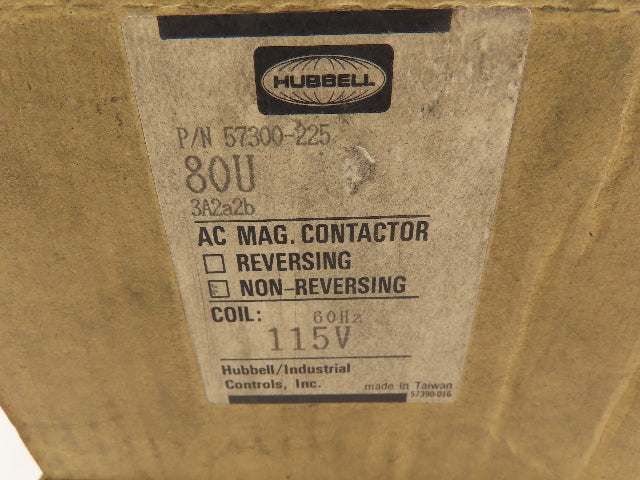 HUBBELL
P/N 57300-225
80U
3A2a2b
AC MAG. CONTACTOR
REVERSING
NON-REVERSING
COIL: 60Hz
115V
Hubbell/Industrial
Controls, Inc. made in Taiwan
57390-016